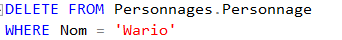 DELETE FROM Personnages.Personnage
WHERE Nom = 'Wario'